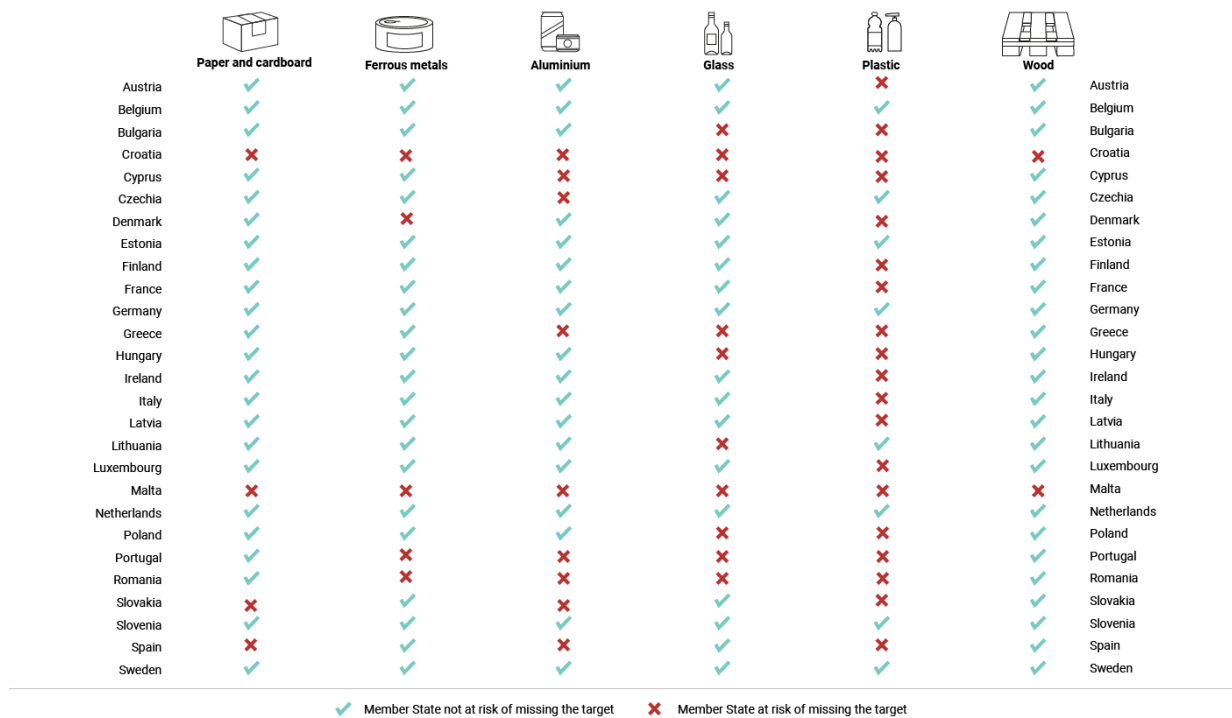 Paper and cardboard Ferrous metals Aluminium Glass Plastic Wood
Austria Austria
Belgium Belgium
Bulgaria Bulgaria
Croatia Croatia
Cyprus Cyprus
Czechia Czechia
Denmark Denmark
Estonia Estonia
Finland Finland
France France
Germany Germany
Greece Greece
Hungary Hungary
Ireland Ireland
Italy Italy
Latvia Latvia
Lithuania Lithuania
Luxembourg Luxembourg
Malta Malta
Netherlands Netherlands
Poland Poland
Portugal Portugal
Romania Romania
Slovakia Slovakia
Slovenia Slovenia
Spain Spain
Sweden Sweden
Member State not at risk of missing the target Member State at risk of missing the target